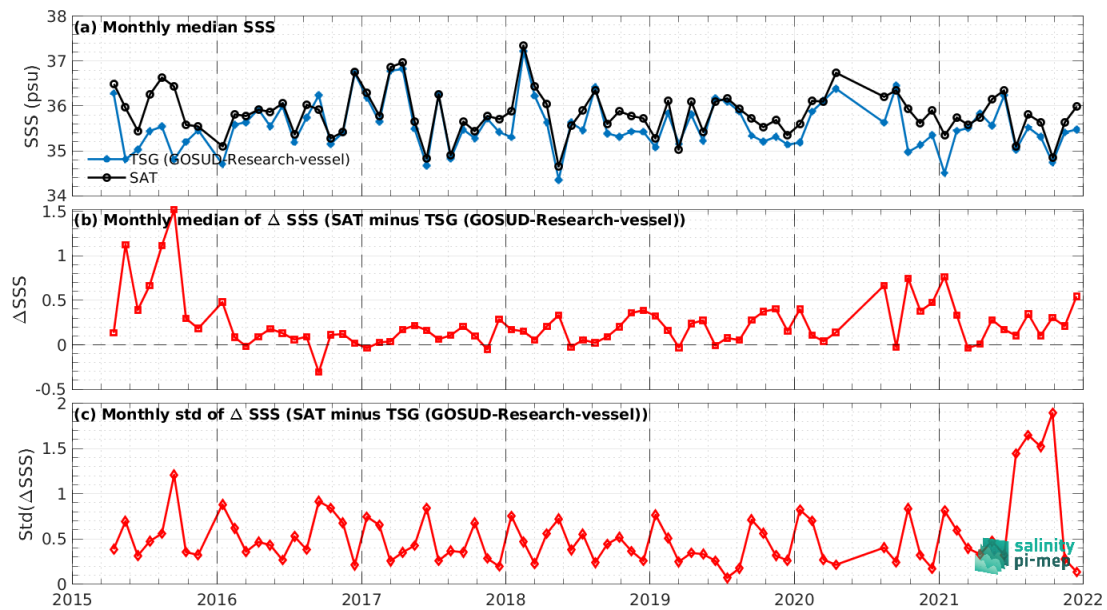 38
37
36
35
34
SSS (psu)
(a) Monthly median SSS
TSG (GOSUD-Research-vessel)
SAT
1.5
1
0.5
0
-0.5
ΔSSS
(b) Monthly median of Δ SSS (SAT minus TSG (GOSUD-Research-vessel))
2
1.5
1
0.5
0
Std(ΔSSS)
(c) Monthly std of Δ SSS (SAT minus TSG (GOSUD-Research-vessel))
salinity
pi-mep
2015 2016 2017 2018 2019 2020 2021 2022